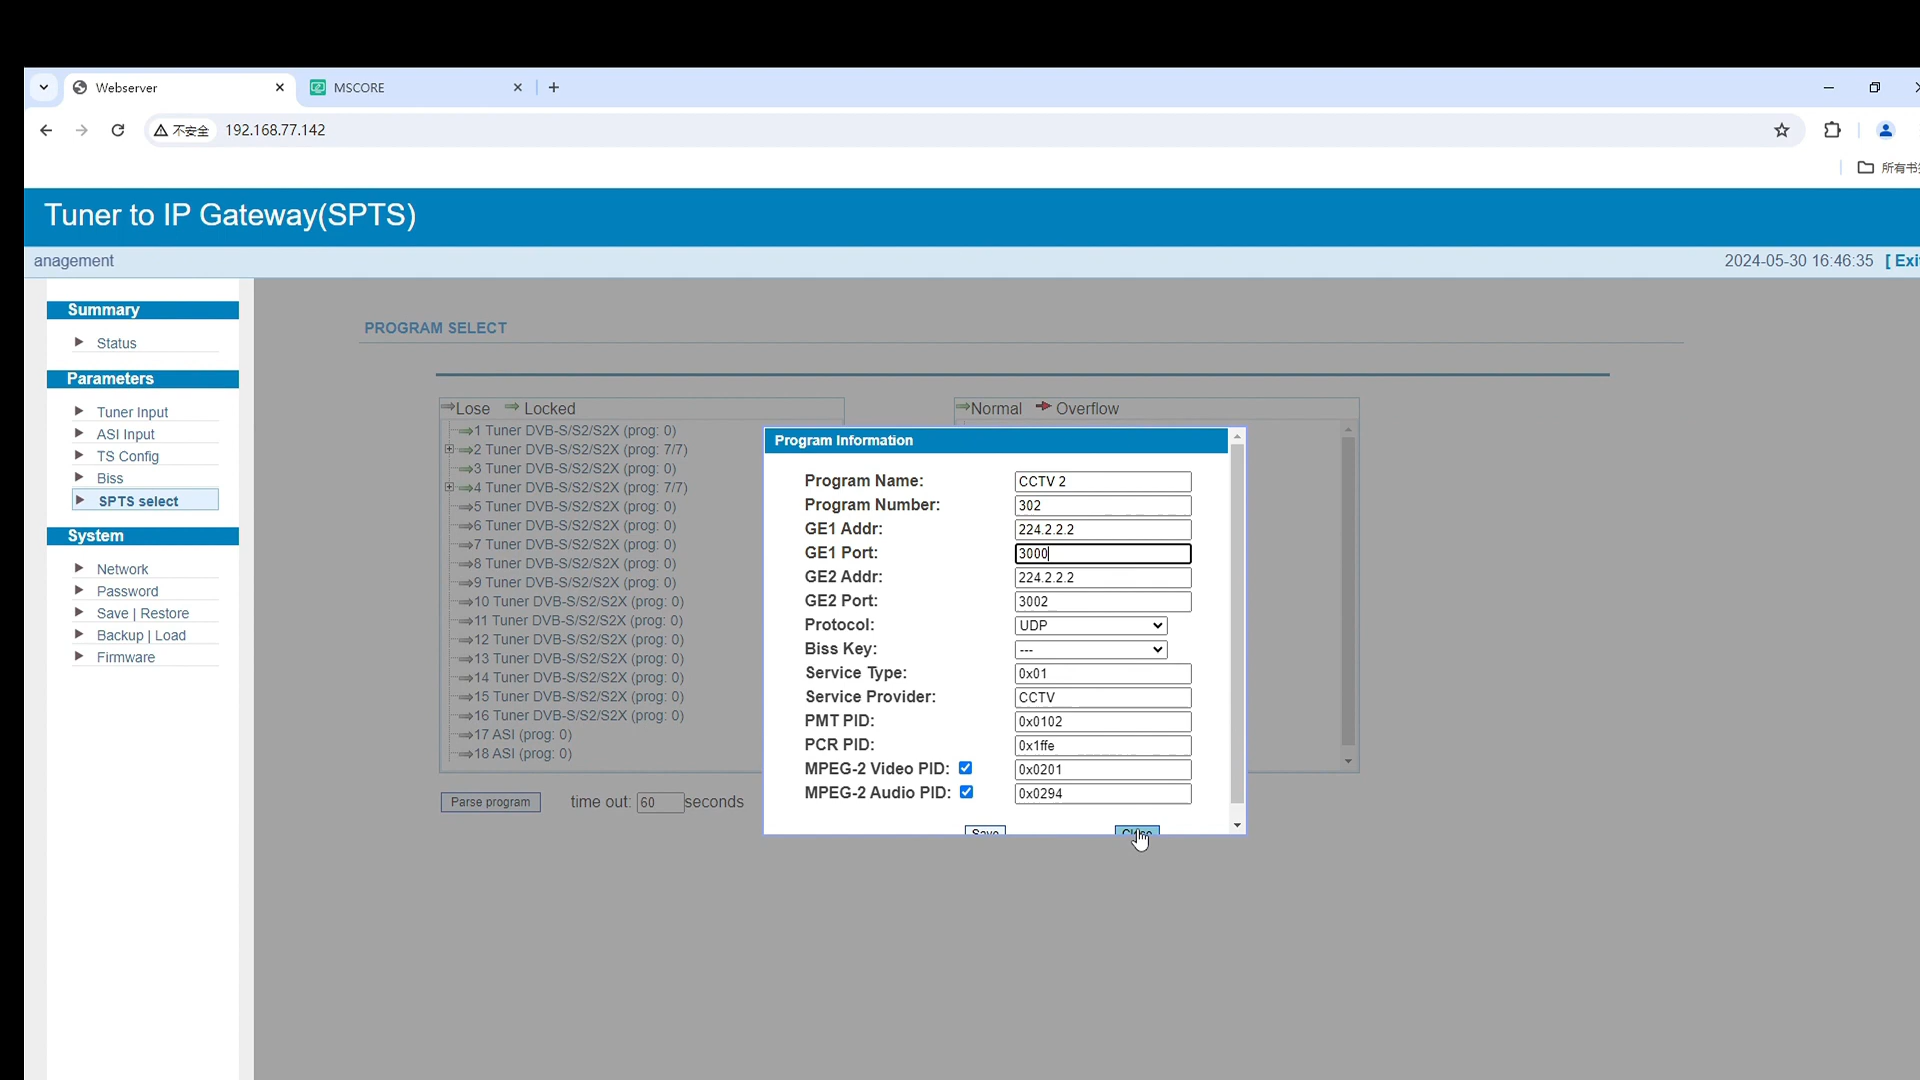 Webserver
MSCORE
不安全 192.168.77.142
所有书
Tuner to IP Gateway(SPTS)
anagement
2024-05-30 16:46:35 [ Exi
Summary
Status
Parameters
Tuner Input
ASI Input
TS Config
Biss
SPTS select
System
Network
Password
Save | Restore
Backup | Load
Firmware
PROGRAM SELECT
Lose Locked
1 Tuner DVB-S/S2/S2X (prog: 0)
2 Tuner DVB-S/S2/S2X (prog: 7/7)
3 Tuner DVB-S/S2/S2X (prog: 0)
4 Tuner DVB-S/S2/S2X (prog: 7/7)
5 Tuner DVB-S/S2/S2X (prog: 0)
6 Tuner DVB-S/S2/S2X (prog: 0)
7 Tuner DVB-S/S2/S2X (prog: 0)
8 Tuner DVB-S/S2/S2X (prog: 0)
9 Tuner DVB-S/S2/S2X (prog: 0)
10 Tuner DVB-S/S2/S2X (prog: 0)
11 Tuner DVB-S/S2/S2X (prog: 0)
12 Tuner DVB-S/S2/S2X (prog: 0)
13 Tuner DVB-S/S2/S2X (prog: 0)
14 Tuner DVB-S/S2/S2X (prog: 0)
15 Tuner DVB-S/S2/S2X (prog: 0)
16 Tuner DVB-S/S2/S2X (prog: 0)
17 ASI (prog: 0)
18 ASI (prog: 0)
Parse program time out: 60 seconds
Normal Overflow
Program Information
Program Name: CCTV 2
Program Number: 302
GE1 Addr: 224.2.2.2
GE1 Port: 3000
GE2 Addr: 224.2.2.2
GE2 Port: 3002
Protocol: UDP
Biss Key: ---
Service Type: 0x01
Service Provider: CCTV
PMT PID: 0x0102
PCR PID: 0x1ffe
MPEG-2 Video PID: 0x0201
MPEG-2 Audio PID: 0x0294
Save Close